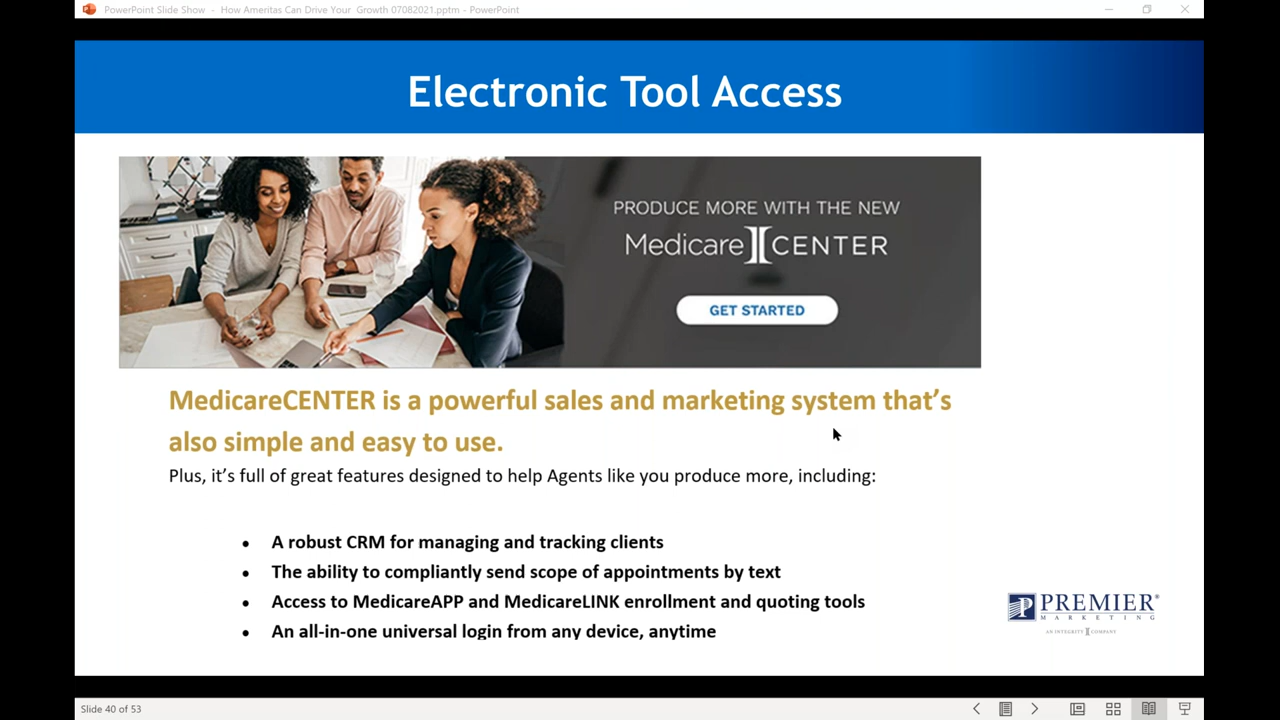 PowerPoint Slide Show - How Ameritas Can Drive Your Growth 07082021.pptm - PowerPoint
Electronic Tool Access
PRODUCE MORE WITH THE NEW
Medicare CENTER
GET STARTED
MedicareCENTER is a powerful sales and marketing system that's
also simple and easy to use.
Plus, it's full of great features designed to help Agents like you produce more, including:
• A robust CRM for managing and tracking clients
• The ability to compliantly send scope of appointments by text
• Access to MedicareAPP and MedicareLINK enrollment and quoting tools
• An all-in-one universal login from any device, anytime
PREMIER®
MARKETING
AN INTEGRITY COMPANY
Slide 40 of 53